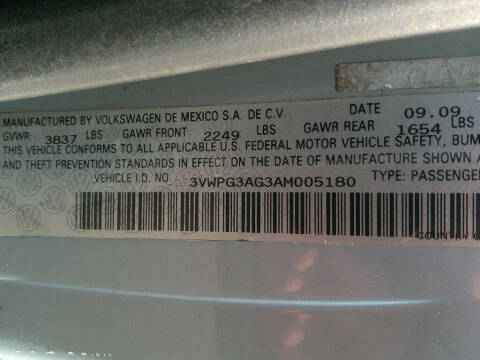 MANUFACTURED BY VOLKSWAGEN DE MEXICO S.A. DE C.V. DATE 09.09
GVWR 3837 LBS GAWR FRONT 2249 LBS GAWR REAR 1654 LBS
THIS VEHICLE CONFORMS TO ALL APPLICABLE U.S. FEDERAL MOTOR VEHICLE SAFETY, BUM
AND THEFT PREVENTION STANDARDS IN EFFECT ON THE DATE OF MANUFACTURE SHOWN A
VEHICLE I.D. NO. 3VWPG3AG3AM005180 TYPE: PASSENGE
COUNTRY O